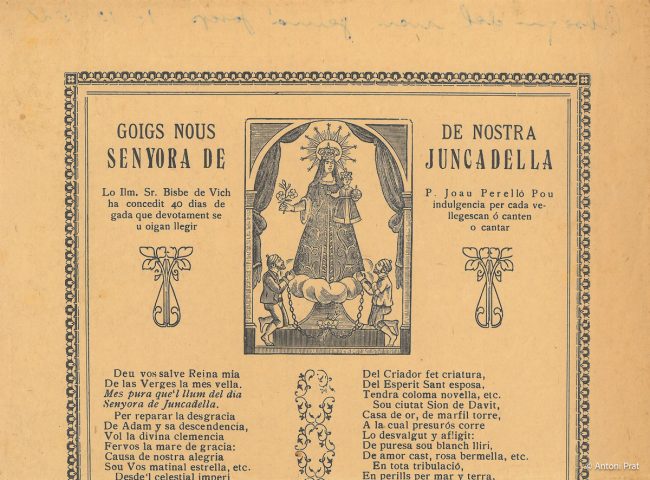 GOIGS NOUS DE NOSTRA
SENYORA DE JUNCADELLA
Lo Ilm. Sr. Bisbe de Vich P. Joau Perelló Pou
ha concedit 40 dias de indulgencia per cada ve-
gada que devotament se llegescan ó canten
u oigan llegir o cantar
Deu vos salve Reina mia
De las Verges la mes vella.
Mes pura que'l llum del dia
Senyora de Juncadella.
Per reparar la desgracia
De Adam y sa descendencia,
Vol la divina clemencia
Fervos la mare de gracia:
Causa de nostra alegria
Sou Vos matinal estrella, etc.
Desde'l celestial imperi
Del Criador fet criatura,
Del Esperit Sant esposa,
Tendra coloma novella, etc.
Sou ciutat Sion de Davit,
Casa de or, de marfil torre,
A la cual presurós corre
Lo desvalgut y afligit:
De puresa sou blanch lliri,
De amor cast, rosa bermella, etc.
En tota tribulació,
En perills per mar y terra,
© Antoni Prat